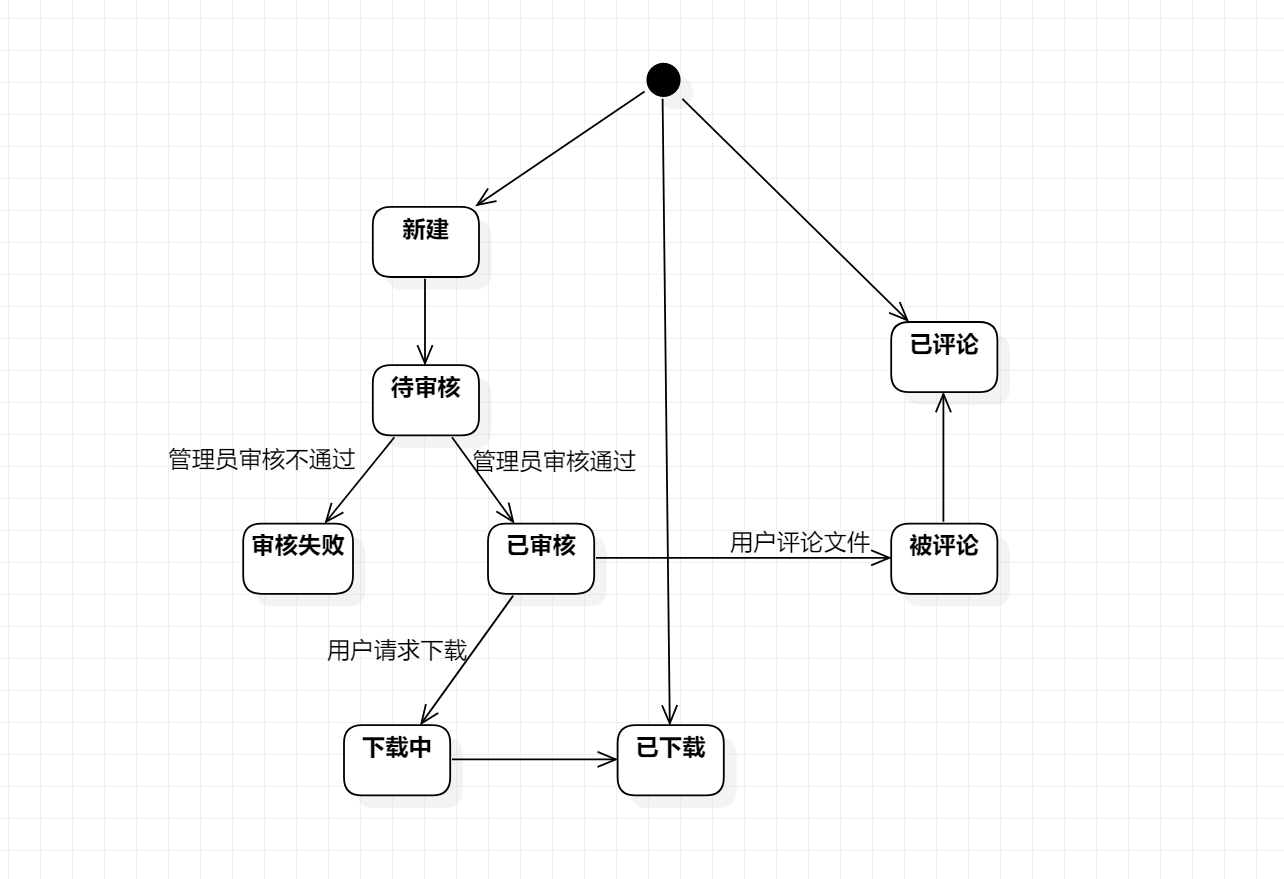 新建
已评论
待审核
管理员审核不通过
管理员审核通过
审核失败
已审核
用户评论文件
被评论
用户请求下载
下载中
已下载